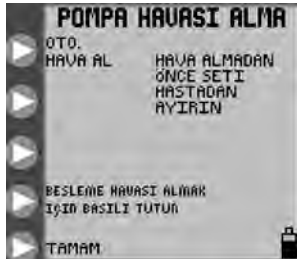 POMPA HAVASI ALMA
OTO.
HAVA AL HAVA ALMADAN
ÖNCE SETİ
HASTADAN
AYIRIN
BESLEME HAVASI ALMAK
İÇİN BASILI TUTUN
TAMAM